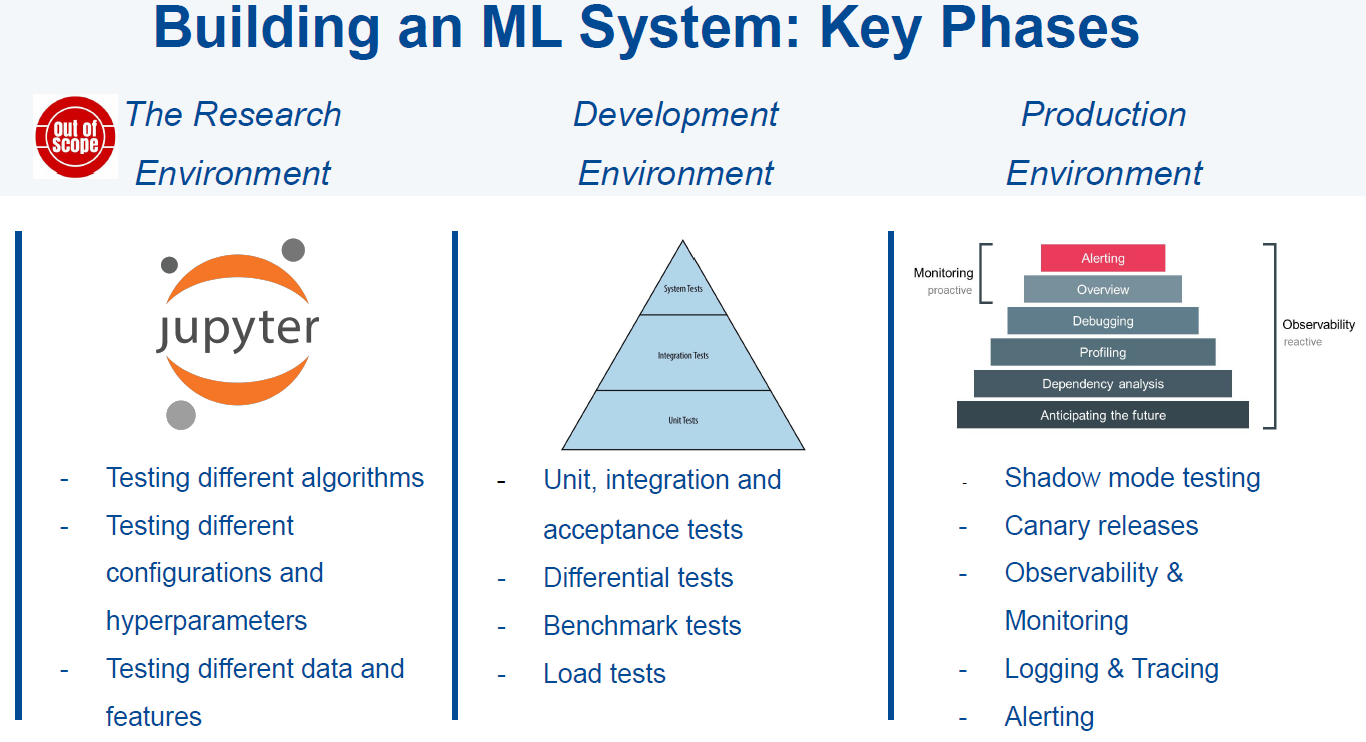 Building an ML System: Key Phases
out of
scope
The Research
Environment
Development
Environment
Production
Environment
jupyter
- Testing different algorithms
- Testing different
configurations and
hyperparameters
- Testing different data and
features
System Tests
Integration Tests
Unit Tests
- Unit, integration and
acceptance tests
- Differential tests
- Benchmark tests
- Load tests
Monitoring
proactive
Alerting
Overview
Debugging
Profiling
Dependency analysis
Anticipating the future
Observability
reactive
- Shadow mode testing
- Canary releases
- Observability &
Monitoring
- Logging & Tracing
- Alerting